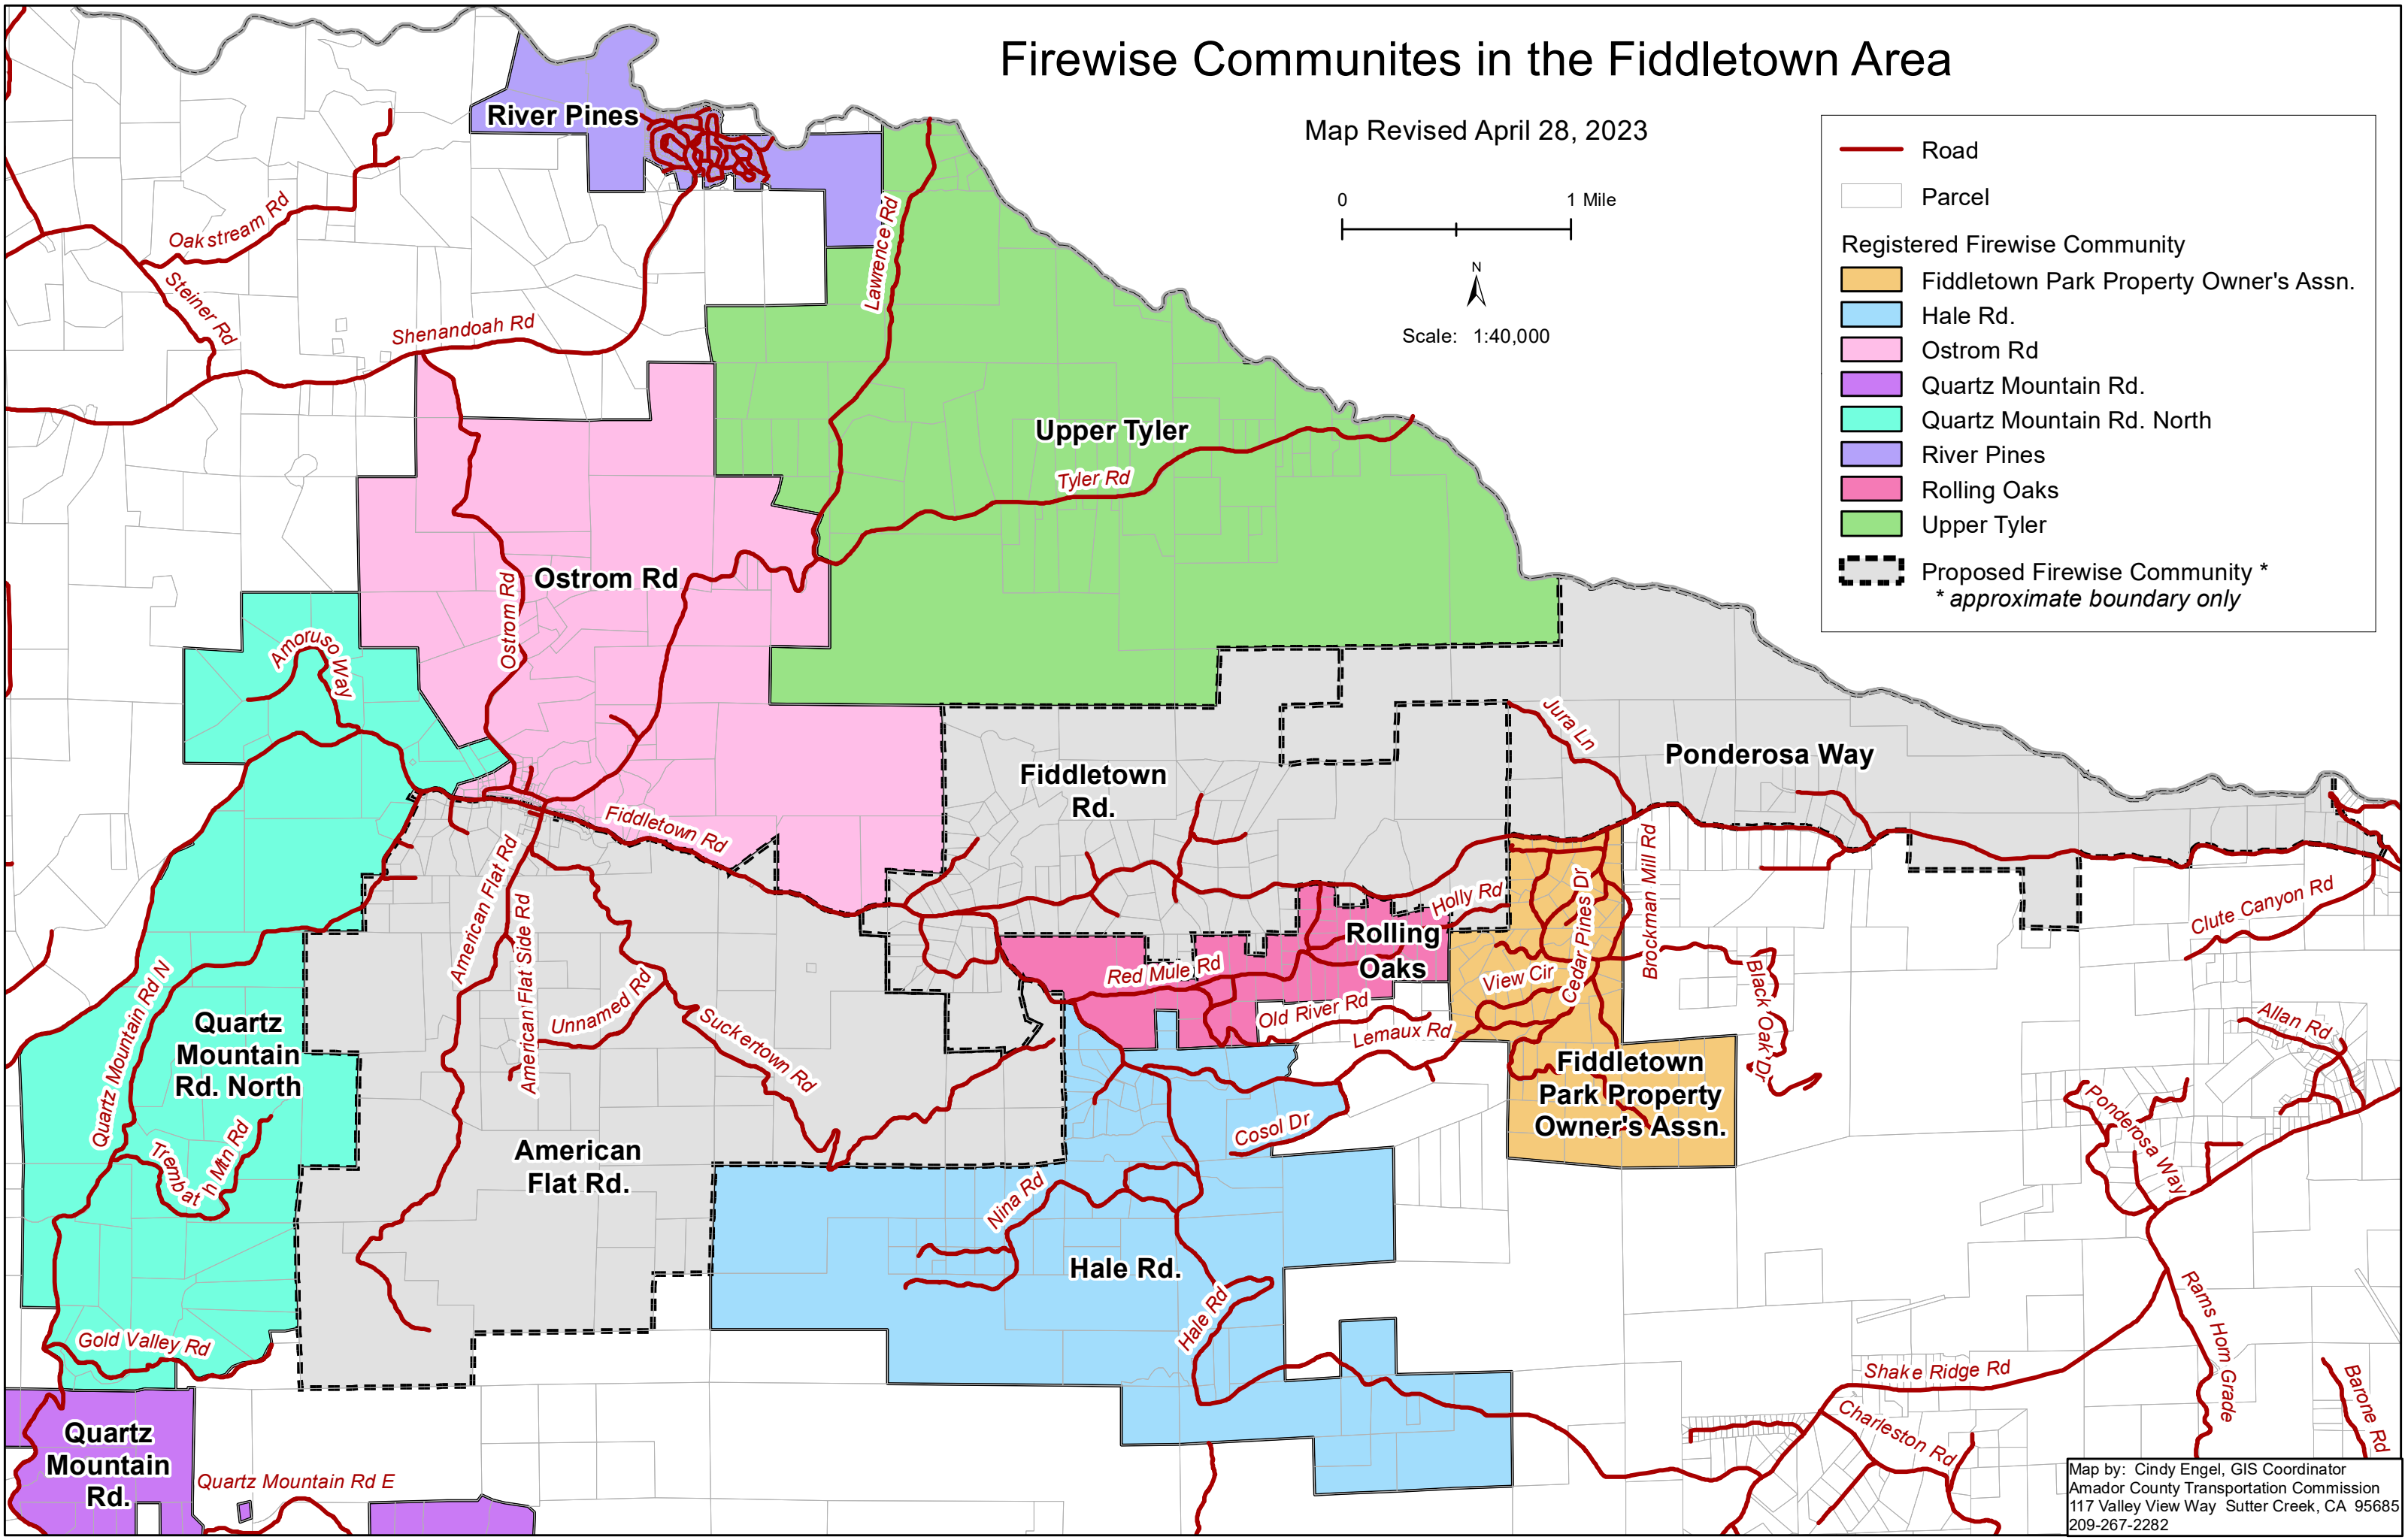 Firewise Communites in the Fiddletown Area
Map Revised April 28, 2023
0 1 Mile
N
Scale: 1:40,000
Road
Parcel
Registered Firewise Community
Fiddletown Park Property Owner's Assn.
Hale Rd.
Ostrom Rd
Quartz Mountain Rd.
Quartz Mountain Rd. North
River Pines
Rolling Oaks
Upper Tyler
Proposed Firewise Community *
* approximate boundary only
River Pines
Oakstream Rd
Steiner Rd
Shenandoah Rd
Lawrence Rd
Upper Tyler
Tyler Rd
Ostrom Rd
Ostrom Rd
Amoruso Way
Jura Ln
Ponderosa Way
Fiddletown
Rd.
Fiddletown Rd
American Flat Rd
American Flat Side Rd
Unnamed Rd
Suckertown Rd
Holly Rd
Rolling
Oaks
Red Mule Rd
Old River Rd
Lemaux Rd
View Cir
Cedar Pines Dr
Brockman Mill Rd
Black Oak Dr
Clute Canyon Rd
Allan Rd
Quartz Mountain Rd N
Quartz
Mountain
Rd. North
Trembath Mtn Rd
American
Flat Rd.
Fiddletown
Park Property
Owner's Assn.
Cosol Dr
Nina Rd
Hale Rd.
Hale Rd
Ponderosa Way
Rams Horn Grade
Gold Valley Rd
Shake Ridge Rd
Charleston Rd
Barone Rd
Quartz
Mountain
Rd.
Quartz Mountain Rd E
Map by: Cindy Engel, GIS Coordinator
Amador County Transportation Commission
117 Valley View Way Sutter Creek, CA 95685
209-267-2282